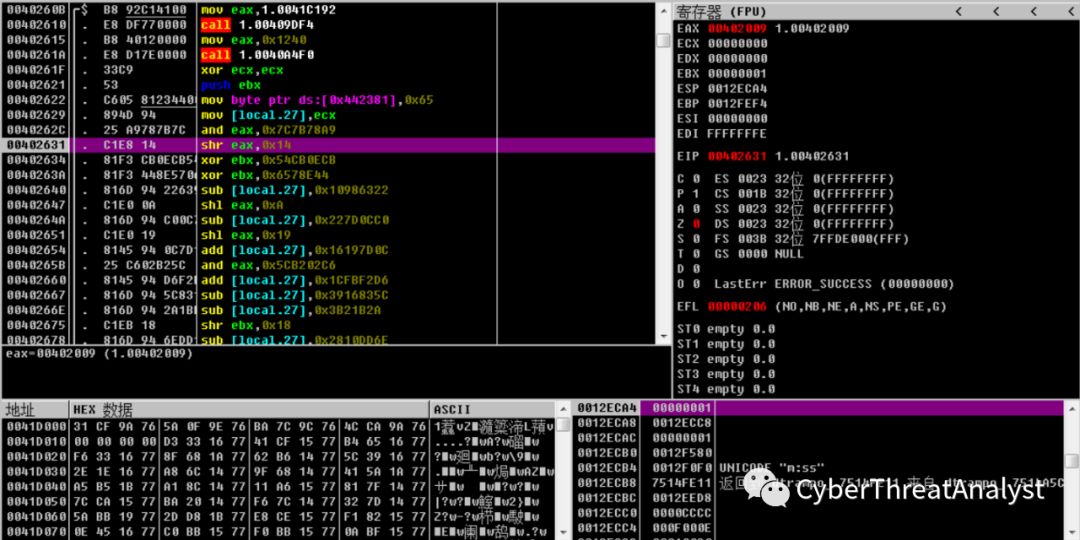 0040260B . B8 92C14100 mov eax,1.0041C192
00402610 . E8 DF770000 call 1.00409DF4
00402615 . B8 40120000 mov eax,0x1240
0040261A . E8 D17E0000 call 1.0040A4F0
0040261F . 33C9 xor ecx,ecx
00402621 . 53 push ebx
00402622 . C605 8123440 mov byte ptr ds:[0x442381],0x65
00402629 . 894D 94 mov [local.27],ecx
0040262C . 25 A9787B7C and eax,0x7C7B78A9
00402631 . C1E8 14 shr eax,0x14
00402634 . 81F3 CB0ECB54 xor ebx,0x54CB0ECB
0040263A . 81F3 448E570 xor ebx,0x6578E44
00402640 . 816D 94 2263 sub [local.27],0x10986322
00402647 . C1E0 0A shl eax,0xA
0040264A . 816D 94 C00C sub [local.27],0x227D0CC0
00402651 . C1E0 19 shl eax,0x19
00402654 . 8145 94 0C7D add [local.27],0x16197D0C
0040265B . 25 C602B25C and eax,0x5CB202C6
00402660 . 8145 94 D6F2 add [local.27],0x1CFBF2D6
00402667 . 816D 94 5C83 sub [local.27],0x3916835C
0040266E . 816D 94 2A1B sub [local.27],0x3B21B2A
00402675 . C1EB 18 shr ebx,0x18
00402678 . 816D 94 6EDD sub [local.27],0x2810DD6E
eax=00402009 (1.00402009)
寄存器 (FPU) < < < <
EAX 00402009 1.00402009
ECX 00000000
EDX 00000000
EBX 00000001
ESP 0012ECA4
EBP 0012FEF4
ESI 00000000
EDI FFFFFFFE
EIP 00402631 1.00402631
C 0 ES 0023 32位 0(FFFFFFFF)
P 1 CS 001B 32位 0(FFFFFFFF)
A 0 SS 0023 32位 0(FFFFFFFF)
Z 0 DS 0023 32位 0(FFFFFFFF)
S 0 FS 003B 32位 7FFDE000(FFF)
T 0 GS 0000 NULL
D 0
O 0 LastErr ERROR_SUCCESS (00000000)
EFL 00000206 (NO,NB,NE,A,NS,PE,GE,G)
ST0 empty 0.0
ST1 empty 0.0
ST2 empty 0.0
ST3 empty 0.0
ST4 empty 0.0
地址 HEX 数据 ASCII
0041D000 31 CF 9A 76 5A 0F 9E 76 BA 7C 9C 76 4C CA 9A 76
0041D010 00 00 00 00 D3 33 16 77 41 CF 15 77 B4 65 16 77
0041D020 F6 33 16 77 8F 68 1A 77 62 B6 14 77 5C 39 16 77
0041D030 2E 1E 16 77 A8 6C 14 77 9F 68 14 77 41 5A 1A 77
0041D040 A5 B5 1B 77 A1 8C 14 77 11 A6 15 77 81 7F 14 77
0041D050 7C CA 15 77 BA 20 14 77 F6 7C 14 77 32 7D 14 77
0041D060 5A BB 19 77 2D D8 1B 77 E8 CE 15 77 F1 82 15 77
0041D070 0E 45 16 77 C0 BB 15 77 F0 BB 15 77 0A BF 15 77
0012ECA4 00000001
0012ECA8 0012ECC8
0012ECAC 00000001
0012ECB0 0012F580
0012ECB4 0012F0F0 UNICODE "m:ss"
0012ECB8 7514FE11 返回
0012ECBC 0012EED8
0012ECC0 0000CCCC
0012ECC4 000F000E
CyberThreatAnalyst